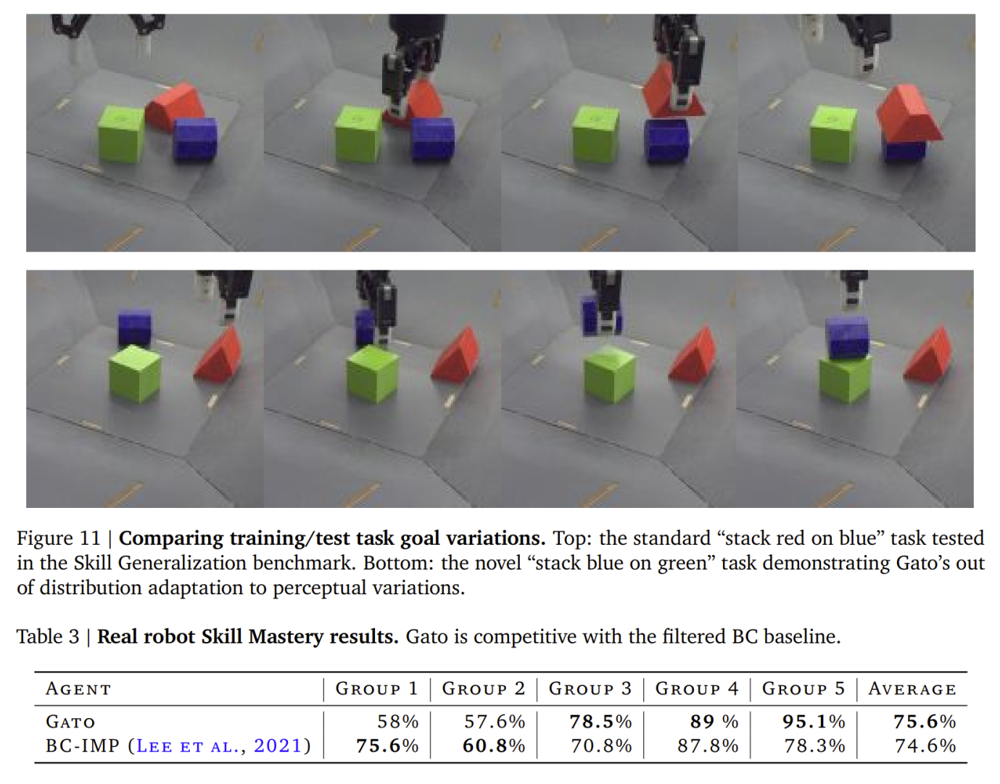 Figure 11 | Comparing training/test task goal variations. Top: the standard “stack red on blue” task tested
in the Skill Generalization benchmark. Bottom: the novel “stack blue on green” task demonstrating Gato’s out
of distribution adaptation to perceptual variations.
Table 3 | Real robot Skill Mastery results. Gato is competitive with the filtered BC baseline.
Agent Group 1 Group 2 Group 3 Group 4 Group 5 Average
Gato 58% 57.6% 78.5% 89 % 95.1% 75.6%
BC-IMP (Lee et al., 2021) 75.6% 60.8% 70.8% 87.8% 78.3% 74.6%